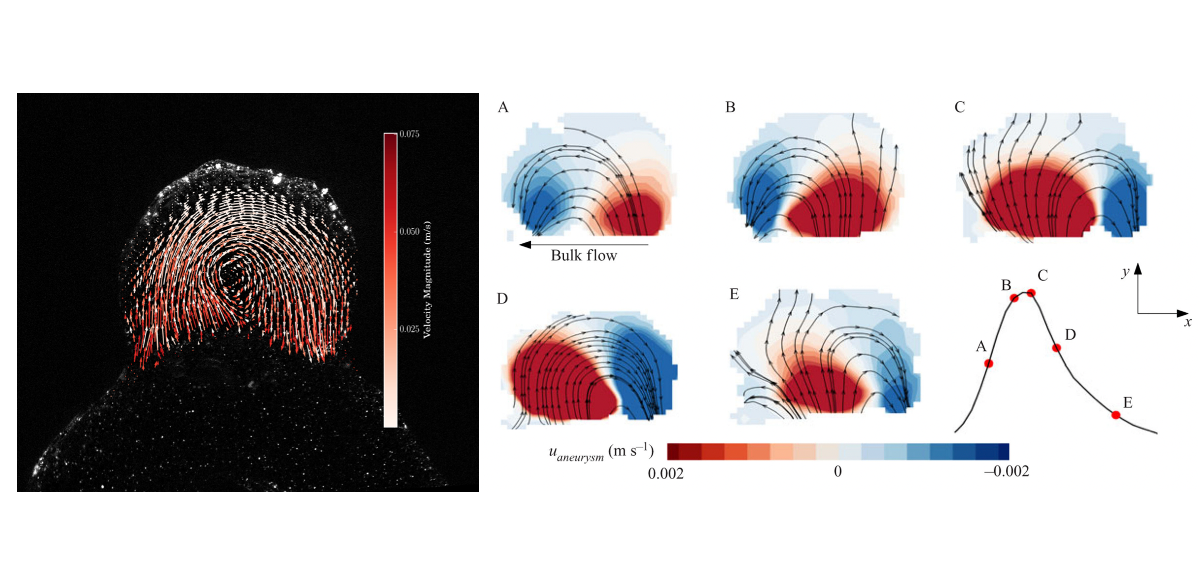 0.075
0.050
0.025
Velocity Magnitude (m/s)
A
B
C
Bulk flow
D
E
y
x
A
B
C
D
E
u_aneurysm (m s⁻¹)
0.002
0
–0.002